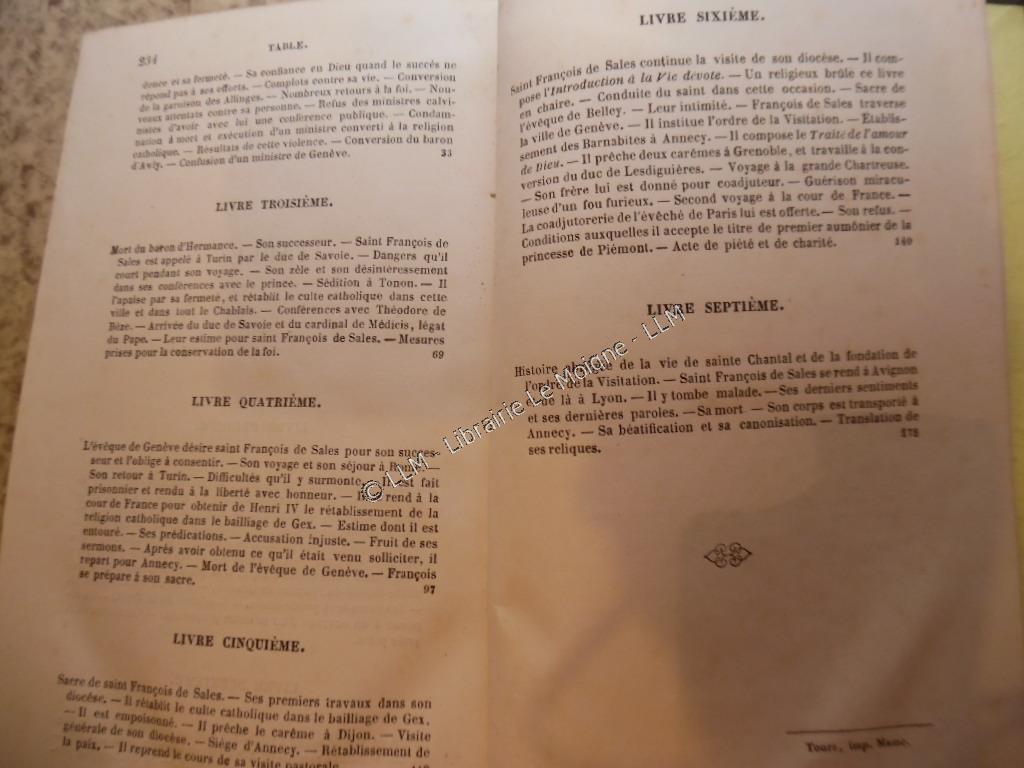 234
TABLE.
dence et sa fermeté. — Sa confiance en Dieu quand le succès ne
répond pas à ses efforts. — Complots contre sa vie. — Conversion
de la garnison des Allinges. — Nombreux retours à la foi. — Nou-
veaux attentats contre sa personne. — Refus des ministres calvi-
nistes d'avoir avec lui une conférence publique. — Condam-
nation à mort et exécution d'un ministre converti à la religion
catholique. — Résultats de cette violence. — Conversion du baron
d'Avuly. — Confusion d'un ministre de Genève. 33
LIVRE TROISIÈME.
Mort du baron d'Hermance. — Son successeur. — Saint François de
Sales est appelé à Turin par le duc de Savoie. — Dangers qu'il
court pendant son voyage. — Son zèle et son désintéressement
dans ses conférences avec le prince. — Sédition à Tonon. — Il
l'apaise par sa fermeté, et rétablit le culte catholique dans cette
ville et dans tout le Chablais. — Conférences avec Théodore de
Bèze. — Arrivée du duc de Savoie et du cardinal de Médicis, légat
du Pape. — Leur estime pour saint François de Sales. — Mesures
prises pour la conservation de la foi. 69
LIVRE QUATRIÈME.
L'évêque de Genève désire saint François de Sales pour son succes-
seur et l'oblige à consentir. — Son voyage et son séjour à Rome. —
Son retour à Turin. — Difficultés qu'il y surmonte. — Il est fait
prisonnier et rendu à la liberté avec honneur. — Il se rend à la
cour de France pour obtenir de Henri IV le rétablissement de la
religion catholique dans le bailliage de Gex. — Estime dont il est
entouré. — Ses prédications. — Accusation injuste. — Fruit de ses
sermons. — Après avoir obtenu ce qu'il était venu solliciter, il
repart pour Annecy. — Mort de l'évêque de Genève. — François
se prépare à son sacre. 97
LIVRE CINQUIÈME.
Sacre de saint François de Sales. — Ses premiers travaux dans son
diocèse. — Il rétablit le culte catholique dans le bailliage de Gex.
— Il est empoisonné. — Il prêche le carême à Dijon. — Visite
générale de son diocèse. — Siège d'Annecy. — Rétablissement de
la paix. — Il reprend le cours de sa visite pastorale.
LIVRE SIXIÈME.
Saint François de Sales continue la visite de son diocèse. — Il com-
pose l'Introduction à la Vie dévote. — Un religieux brûle ce livre
en chaire. — Conduite du saint dans cette occasion. — Sacre de
l'évêque de Belley. — Leur intimité. — François de Sales traverse
la ville de Genève. — Il institue l'ordre de la Visitation. — Établis-
sement des Barnabites à Annecy. — Il compose le Traité de l'amour
de Dieu. — Il prêche deux carêmes à Grenoble, et travaille à la con-
version du duc de Lesdiguières. — Voyage à la grande Chartreuse.
— Son frère lui est donné pour coadjuteur. — Guérison miracu-
leuse d'un fou furieux. — Second voyage à la cour de France. —
La coadjutorerie de l'évêché de Paris lui est offerte. — Son refus. —
Conditions auxquelles il accepte le titre de premier aumônier de la
princesse de Piémont. — Acte de piété et de charité. 140
LIVRE SEPTIÈME.
Histoire abrégée de la vie de sainte Chantal et de la fondation de
l'ordre de la Visitation. — Saint François de Sales se rend à Avignon
et de là à Lyon. — Il y tombe malade. — Ses derniers sentiments
et ses dernières paroles. — Sa mort — Son corps est transporté à
Annecy. — Sa béatification et sa canonisation. — Translation de
ses reliques. 178
Tours, imp. Mame.
© LLM - Librairie Le Moigne - LLM